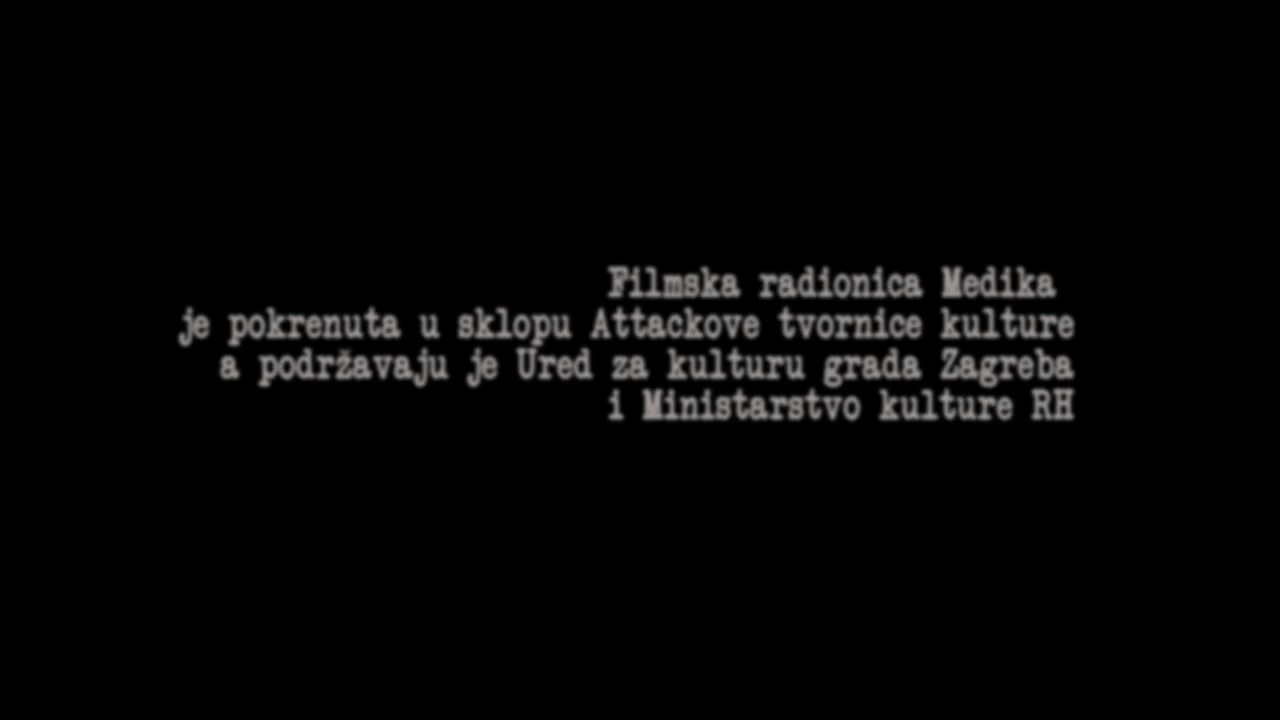 Filmska radionica Medika
je pokrenuta u sklopu Attackove tvornice kulture
a podržavaju je Ured za kulturu grada Zagreba
i Ministarstvo kulture RH